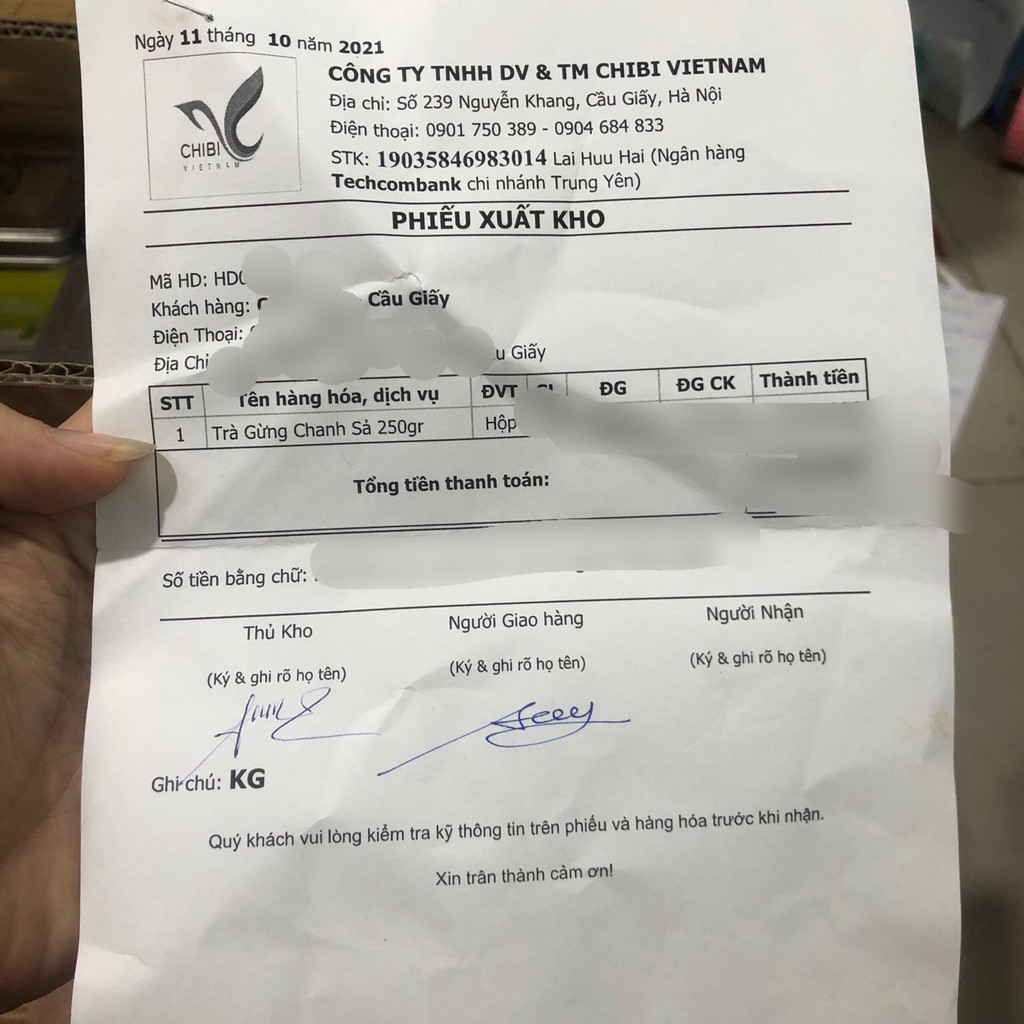 Ngày 11 tháng 10 năm 2021
CHIBI
VIETNAM
CÔNG TY TNHH DV & TM CHIBI VIETNAM
Địa chỉ: Số 239 Nguyễn Khang, Cầu Giấy, Hà Nội
Điện thoại: 0901 750 389 - 0904 684 833
STK: 19035846983014 Lai Huu Hai (Ngân hàng
Techcombank chi nhánh Trung Yên)
PHIẾU XUẤT KHO
Mã HD:
Khách hàng: Cầu Giấy
Điện Thoại:
Địa Chỉ Giấy
STT Tên hàng hóa, dịch vụ ĐVT ĐG ĐG CK Thành tiền
1 Trà Gừng Chanh Sả 250gr Hộp
Tổng tiền thanh toán:
Số tiền bằng chữ:
Thủ Kho Người Giao hàng Người Nhận
(Ký & ghi rõ họ tên) (Ký & ghi rõ họ tên) (Ký & ghi rõ họ tên)
Ghi chú: KG
Quý khách vui lòng kiểm tra kỹ thông tin trên phiếu và hàng hóa trước khi nhận.
Xin trân thành cảm ơn!